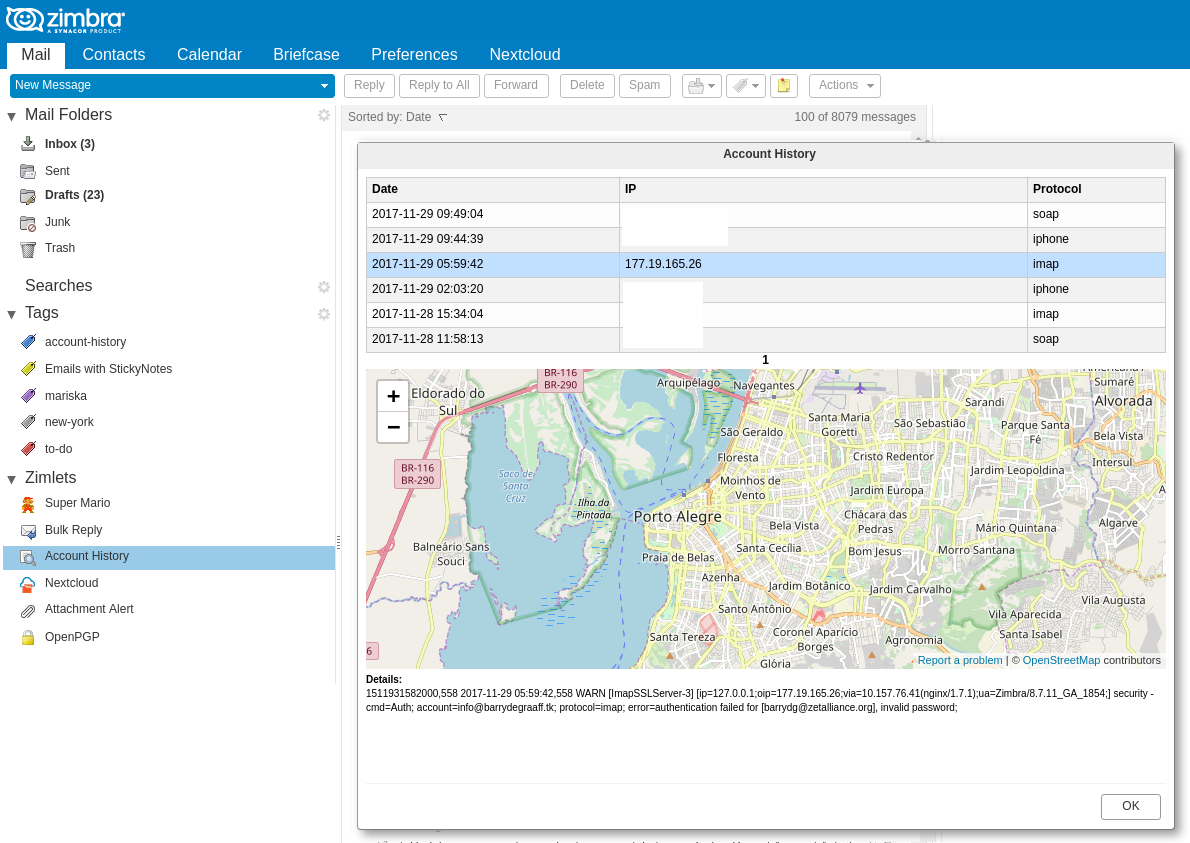 zimbra
A SYNACOR PRODUCT
Mail Contacts Calendar Briefcase Preferences Nextcloud
New Message
Reply Reply to All Forward Delete Spam Actions
Mail Folders
Inbox (3)
Sent
Drafts (23)
Junk
Trash
Searches
Tags
account-history
Emails with StickyNotes
mariska
new-york
to-do
Zimlets
Super Mario
Bulk Reply
Account History
Nextcloud
Attachment Alert
OpenPGP
Sorted by: Date 100 of 8079 messages
Account History
Date IP Protocol
2017-11-29 09:49:04 soap
2017-11-29 09:44:39 iphone
2017-11-29 05:59:42 177.19.165.26 imap
2017-11-29 02:03:20 iphone
2017-11-28 15:34:04 imap
2017-11-28 11:58:13 soap
1
+
−
Eldorado do
Sul
BR-116
BR-290
Arquipélago
Navegantes
Sumaré
Alvorada
Sarandi
Santa Maria
Goretti
São Sebastião
Parque Santa
Fé
Bela Vista
São Geraldo
Floresta
Cristo Redentor
Intersul
Jardim Leopoldina
BR-116
BR-290
Saco de
Santa
Cruz
Moinhos de
Vento
Jardim Europa
Ilha da
Pintada
Porto Alegre
Chácara das
Pedras
Bela Vista
Mário Quintana
Algarve
Balneário Sans
Souci
Praia de Belas
Santa Cecília
Bom Jesus
Morro Santana
Azenha
Jardim Botânico
Jardim Carvalho
Vila Augusta
Santo Antônio
Vila Aparecida
Santa Tereza
Coronel Aparício
Borges
Agronomia
Santa Isabel
Glória
6
Report a problem | © OpenStreetMap contributors
Details:
1511931582000,558 2017-11-29 05:59:42,558 WARN [ImapSSLServer-3] [ip=127.0.0.1;oip=177.19.165.26;via=10.157.76.41(nginx/1.7.1);ua=Zimbra/8.7.11_GA_1854;] security -
cmd=Auth; account=info@barrydegraaff.tk; protocol=imap; error=authentication failed for [barrydg@zetalliance.org], invalid password;
OK